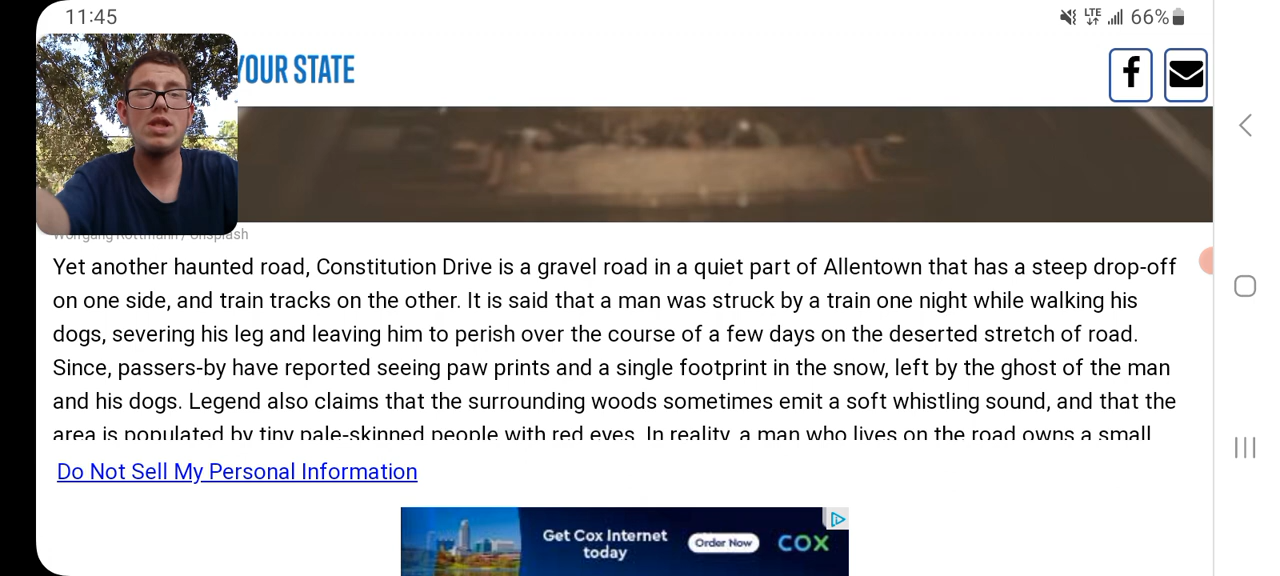 11:45
LTE 66%
YOUR STATE
f
Wolfgang Rottmann / Unsplash
Yet another haunted road, Constitution Drive is a gravel road in a quiet part of Allentown that has a steep drop-off
on one side, and train tracks on the other. It is said that a man was struck by a train one night while walking his
dogs, severing his leg and leaving him to perish over the course of a few days on the deserted stretch of road.
Since, passers-by have reported seeing paw prints and a single footprint in the snow, left by the ghost of the man
and his dogs. Legend also claims that the surrounding woods sometimes emit a soft whistling sound, and that the
area is populated by tiny pale-skinned people with red eyes. In reality, a man who lives on the road owns a small
Do Not Sell My Personal Information
Get Cox Internet
today
Order Now
COX